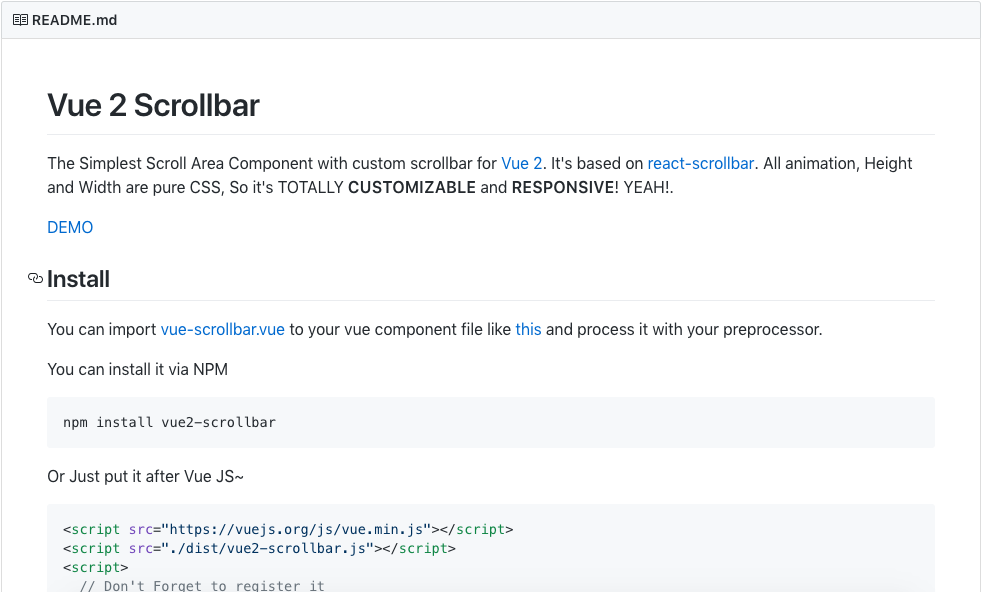 README.md
Vue 2 Scrollbar
The Simplest Scroll Area Component with custom scrollbar for Vue 2. It's based on react-scrollbar. All animation, Height
and Width are pure CSS, So it's TOTALLY CUSTOMIZABLE and RESPONSIVE! YEAH!.
DEMO
Install
You can import vue-scrollbar.vue to your vue component file like this and process it with your preprocessor.
You can install it via NPM
npm install vue2-scrollbar
Or Just put it after Vue JS~
<script src="https://vuejs.org/js/vue.min.js"></script>
<script src="./dist/vue2-scrollbar.js"></script>
<script>
// Don't Forget to register it